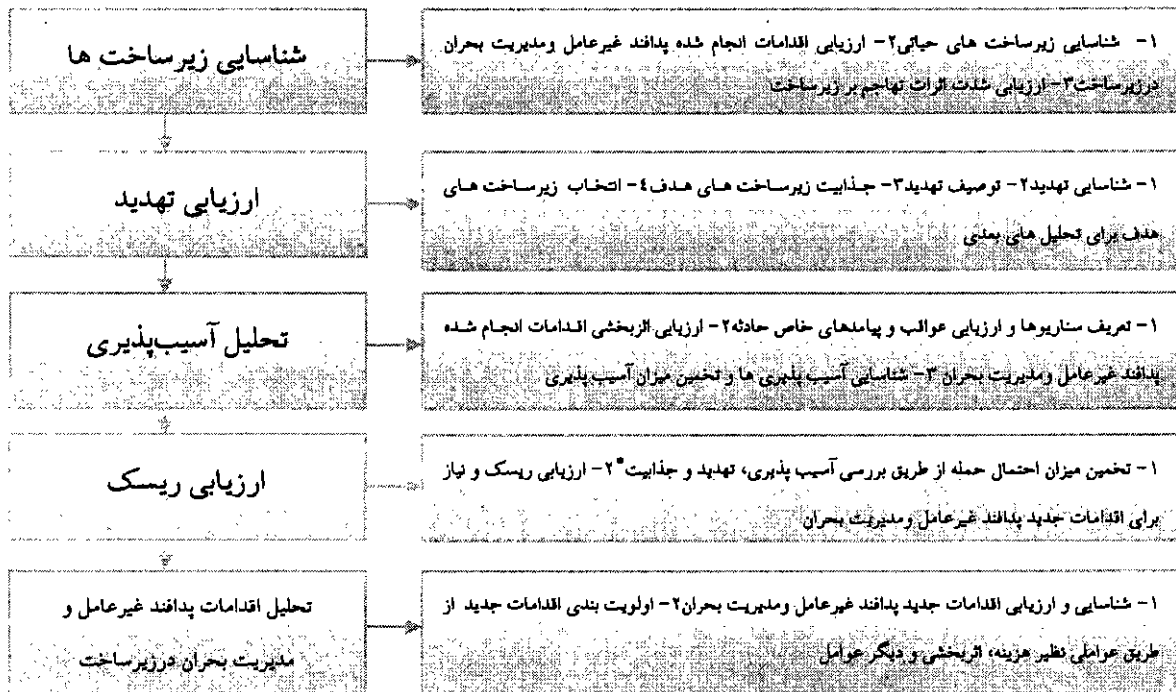 شناسایی زیرساخت ها
۱- شناسایی زیرساخت های حیاتی۲- ارزیابی اقدامات انجام شده پدافند غیرعامل ومدیریت بحران
درزیرساخت۳- ارزیابی شدت اثرات تهاجم بر زیرساخت
ارزیابی تهدید
۱- شناسایی تهدید۲- توصیف تهدید۳- جذابیت زیرساخت های هدف٤- انتخاب زیرساخت های
هدف برای تحلیل های بعدی
تحلیل آسیب‌پذیری
۱- تعریف سناریوها و ارزیابی عواقب و پیامدهای خاص حادثه۲- ارزیابی اثربخشی اقدامات انجام شده
پدافند غیرعامل ومدیریت بحران ۳- شناسایی آسیب پذیری ها و تخمین میزان آسیب پذیری
ارزیابی ریسک
۱- تخمین میزان احتمال حمله از طریق بررسی آسیب پذیری، تهدید و جذابیت* ۲- ارزیابی ریسک و نیاز
برای اقدامات جدید پدافند غیرعامل ومدیریت بحران
تحلیل اقدامات پدافند غیرعامل و
مدیریت بحران درزیرساخت
۱- شناسایی و ارزیابی اقدامات جدید پدافند غیرعامل ومدیریت بحران۲- اولویت بندی اقدامات جدید از
طریق عواملی نظیر هزینه، اثربخشی و دیگر عوامل